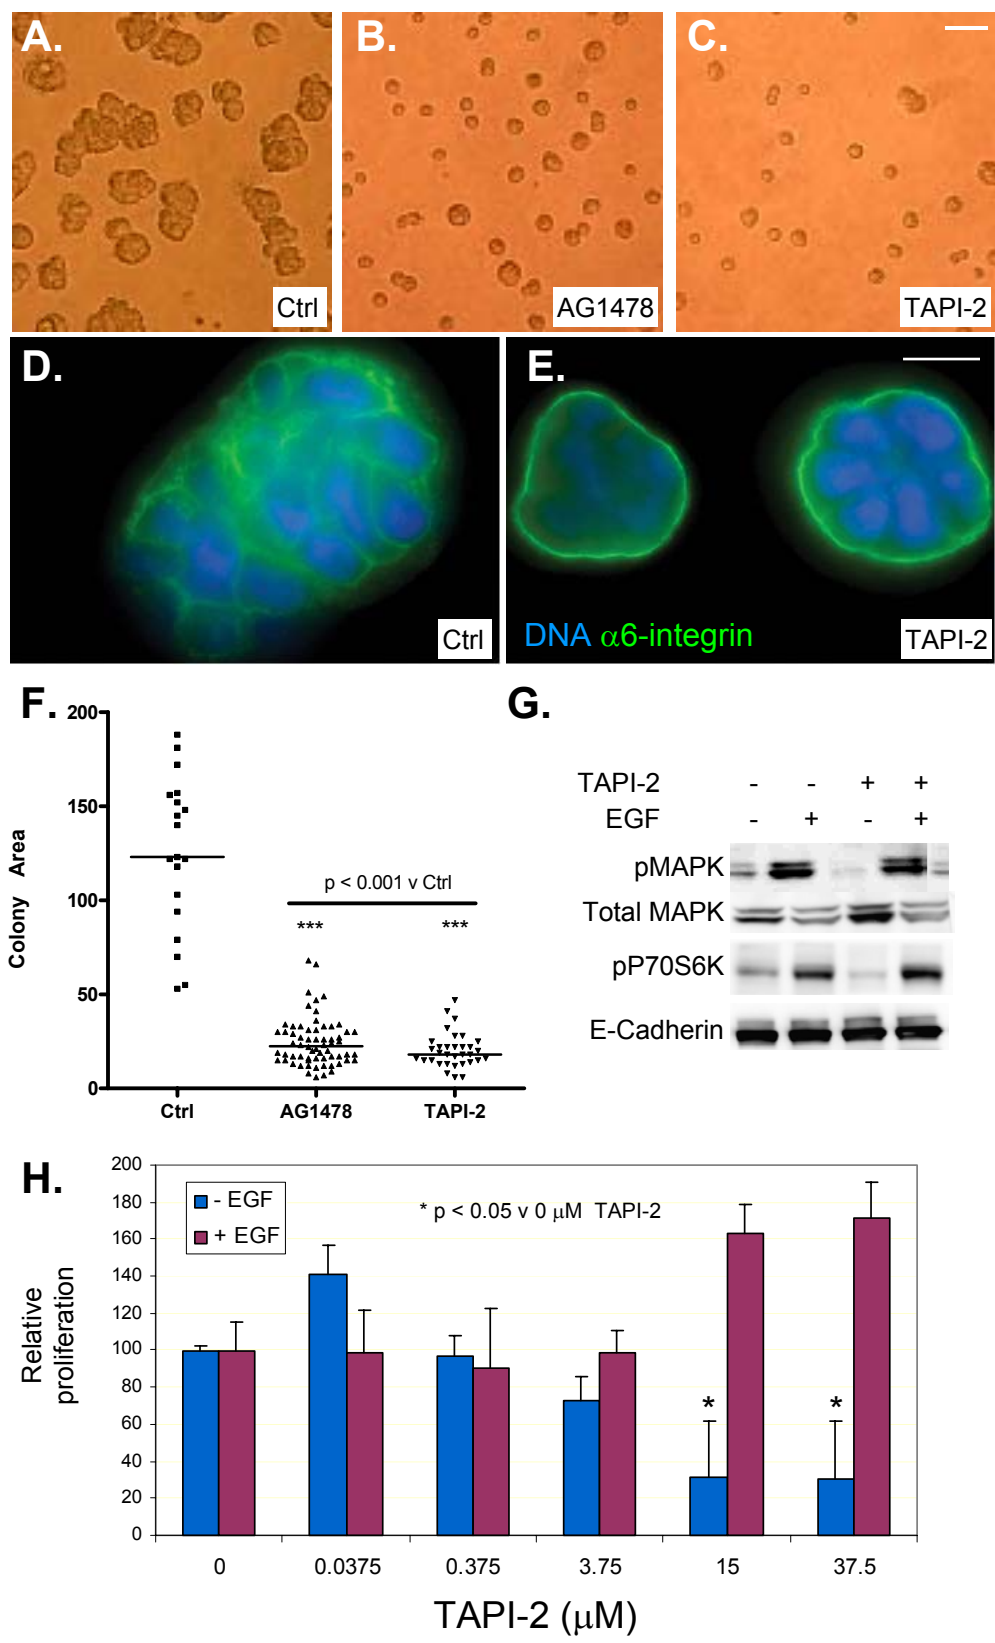 A.
B.
C.
Ctrl
AG1478
TAPI-2
D.
E.
Ctrl
DNA α6-integrin
TAPI-2
F.
200
150
100
50
0
Colony Area
p < 0.001 v Ctrl
***
***
Ctrl
AG1478
TAPI-2
G.
TAPI-2 - - + +
EGF - + - +
pMAPK
Total MAPK
pP70S6K
E-Cadherin
H.
200
180
160
140
120
100
80
60
40
20
0
Relative
proliferation
- EGF
+ EGF
* p < 0.05 v 0 μM TAPI-2
*
*
0 0.0375 0.375 3.75 15 37.5
TAPI-2 (μM)